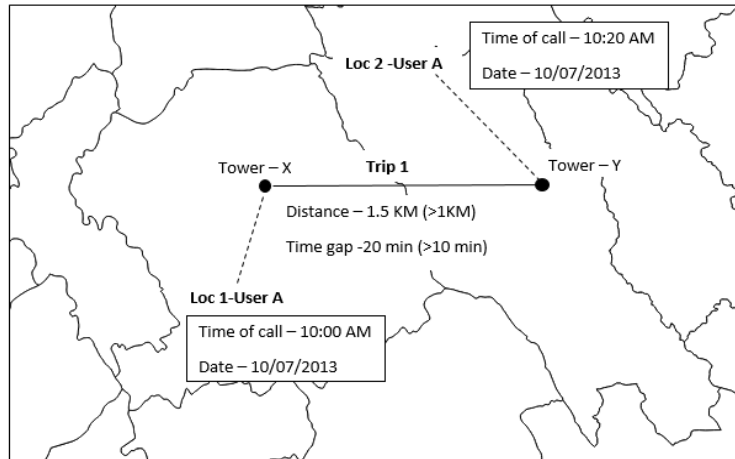 Time of call – 10:20 AM
Date – 10/07/2013
Loc 2 -User A
Tower – X
Trip 1
Tower – Y
Distance – 1.5 KM (>1KM)
Time gap -20 min (>10 min)
Loc 1-User A
Time of call – 10:00 AM
Date – 10/07/2013